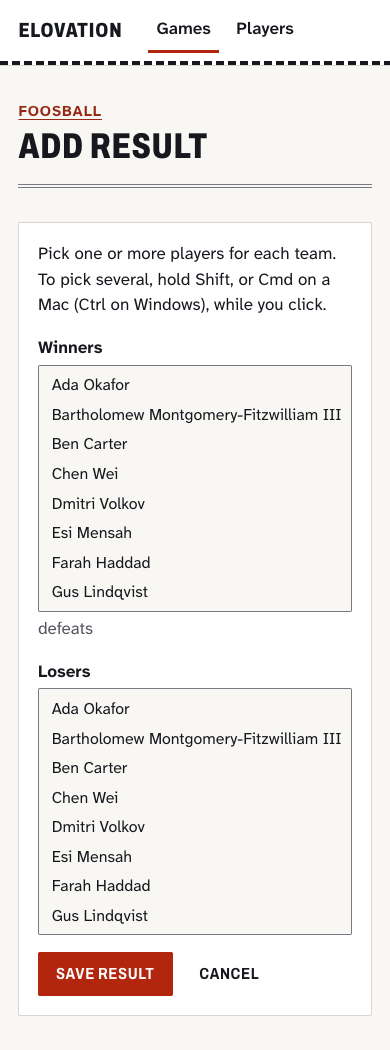 ELOVATION Games Players
FOOSBALL
ADD RESULT
Pick one or more players for each team.
To pick several, hold Shift, or Cmd on a
Mac (Ctrl on Windows), while you click.
Winners
Ada Okafor
Bartholomew Montgomery-Fitzwilliam III
Ben Carter
Chen Wei
Dmitri Volkov
Esi Mensah
Farah Haddad
Gus Lindqvist
defeats
Losers
Ada Okafor
Bartholomew Montgomery-Fitzwilliam III
Ben Carter
Chen Wei
Dmitri Volkov
Esi Mensah
Farah Haddad
Gus Lindqvist
SAVE RESULT CANCEL